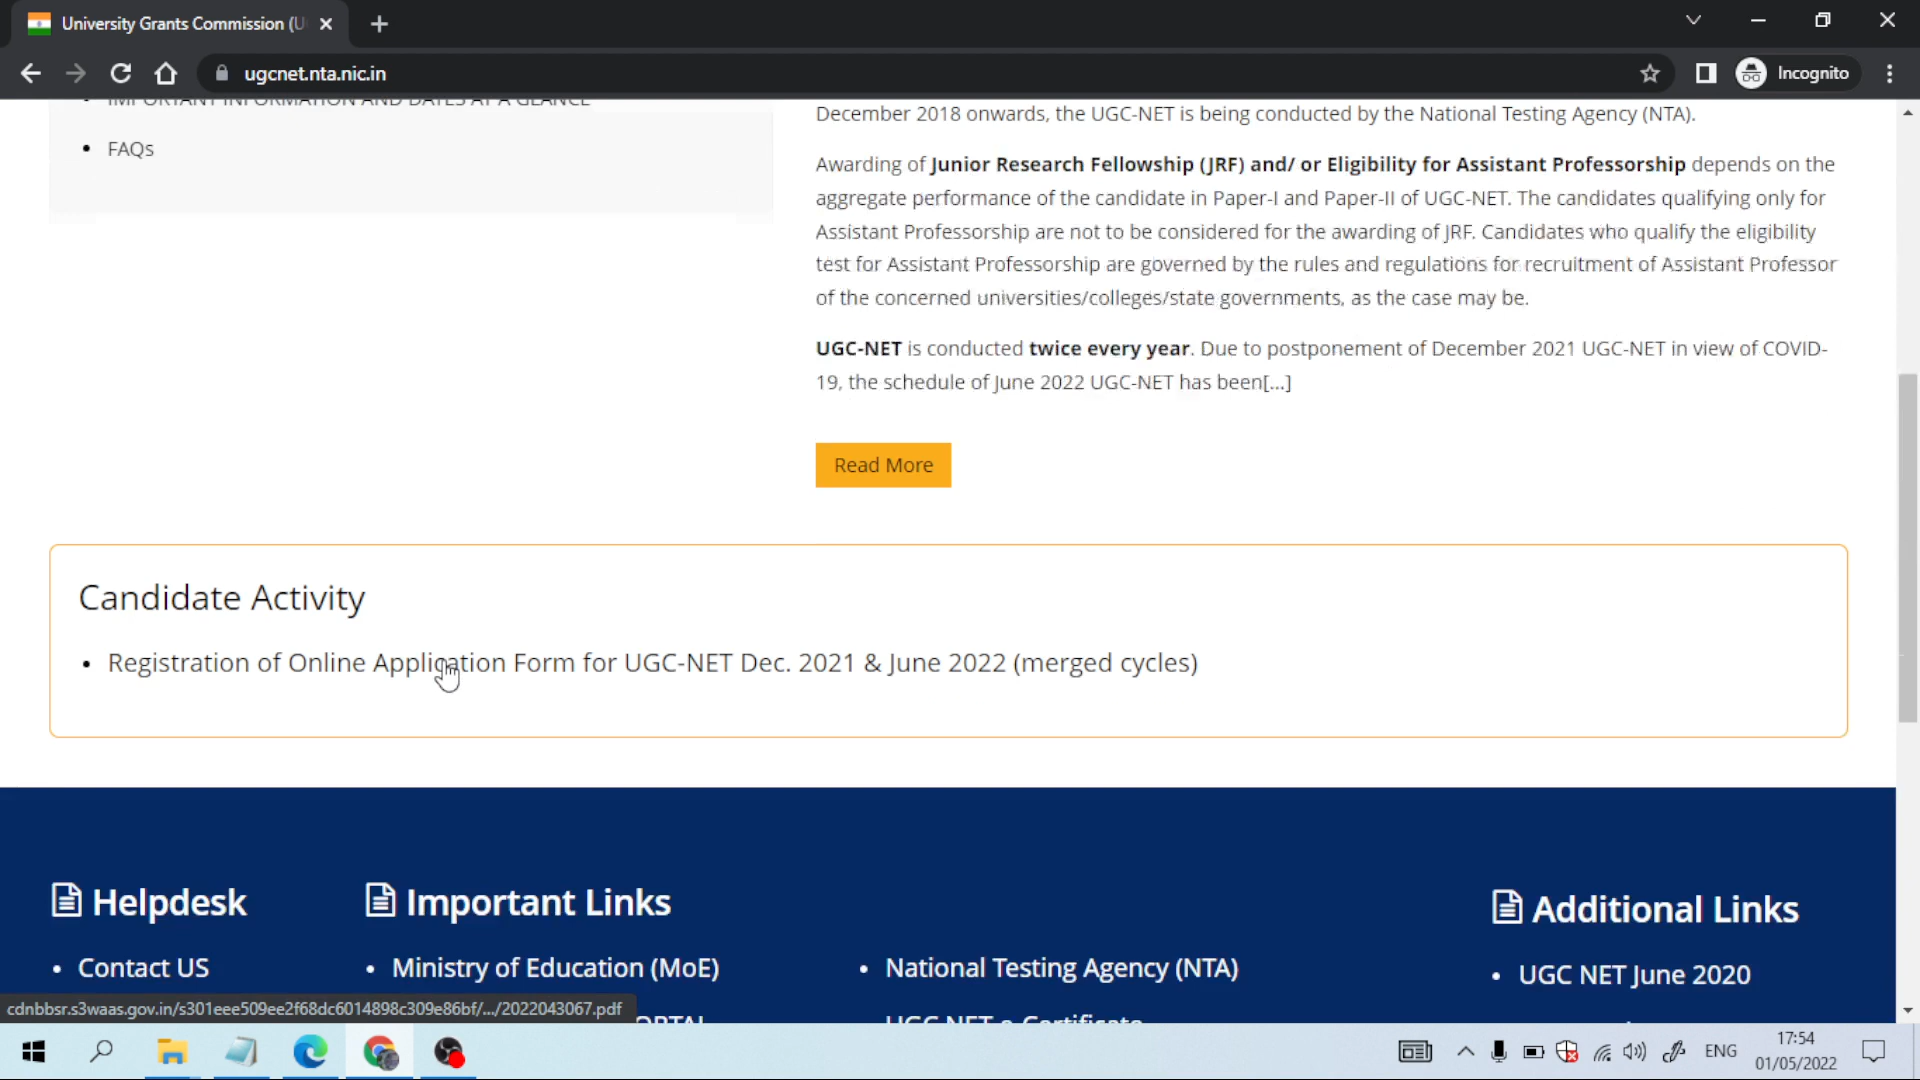 University Grants Commission (U
ugcnet.nta.nic.in
Incognito
IMPORTANT INFORMATION AND DATES AT A GLANCE
• FAQs
December 2018 onwards, the UGC-NET is being conducted by the National Testing Agency (NTA).
Awarding of Junior Research Fellowship (JRF) and/ or Eligibility for Assistant Professorship depends on the
aggregate performance of the candidate in Paper-I and Paper-II of UGC-NET. The candidates qualifying only for
Assistant Professorship are not to be considered for the awarding of JRF. Candidates who qualify the eligibility
test for Assistant Professorship are governed by the rules and regulations for recruitment of Assistant Professor
of the concerned universities/colleges/state governments, as the case may be.
UGC-NET is conducted twice every year. Due to postponement of December 2021 UGC-NET in view of COVID-
19, the schedule of June 2022 UGC-NET has been[...]
Read More
Candidate Activity
• Registration of Online Application Form for UGC-NET Dec. 2021 & June 2022 (merged cycles)
Helpdesk
• Contact US
Important Links
• Ministry of Education (MoE)
• National Testing Agency (NTA)
UGC NET e-Certificate
Additional Links
• UGC NET June 2020
cdnbbsr.s3waas.gov.in/s301eee509ee2f68dc6014898c309e86bf/.../2022043067.pdf
ENG
17:54
01/05/2022